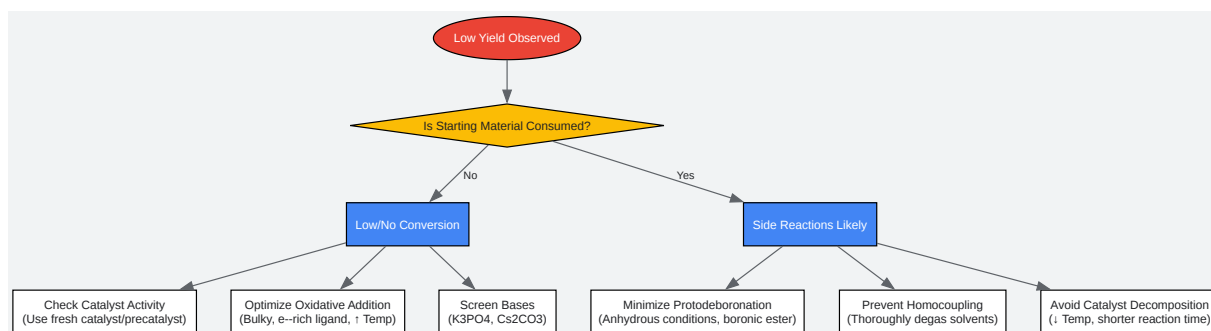 Low Yield Observed
Is Starting Material Consumed?
No
Yes
Low/No Conversion
Side Reactions Likely
Check Catalyst Activity
(Use fresh catalyst/precatalyst)
Optimize Oxidative Addition
(Bulky, e--rich ligand, ↑ Temp)
Screen Bases
(K3PO4, Cs2CO3)
Minimize Protodeboronation
(Anhydrous conditions, boronic ester)
Prevent Homocoupling
(Thoroughly degas solvents)
Avoid Catalyst Decomposition
(↓ Temp, shorter reaction time)